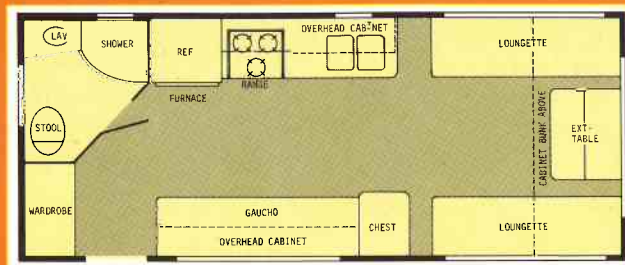 LAV
SHOWER
REF
OVERHEAD CABINET
LOUNGETTE
FURNACE
RANGE
STOOL
CABINET BUNK ABOVE
EXT-
TABLE
WARDROBE
GAUCHO
OVERHEAD CABINET
CHEST
LOUNGETTE